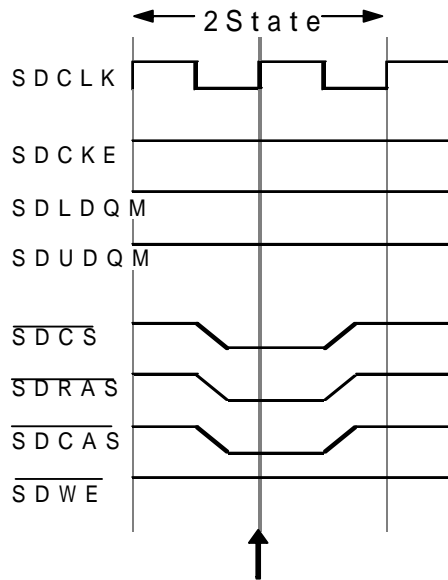 2State
SDCLK
SDCKE
SDLDQM
SDUDQM
SDCS
SDRAS
SDCAS
SDWE